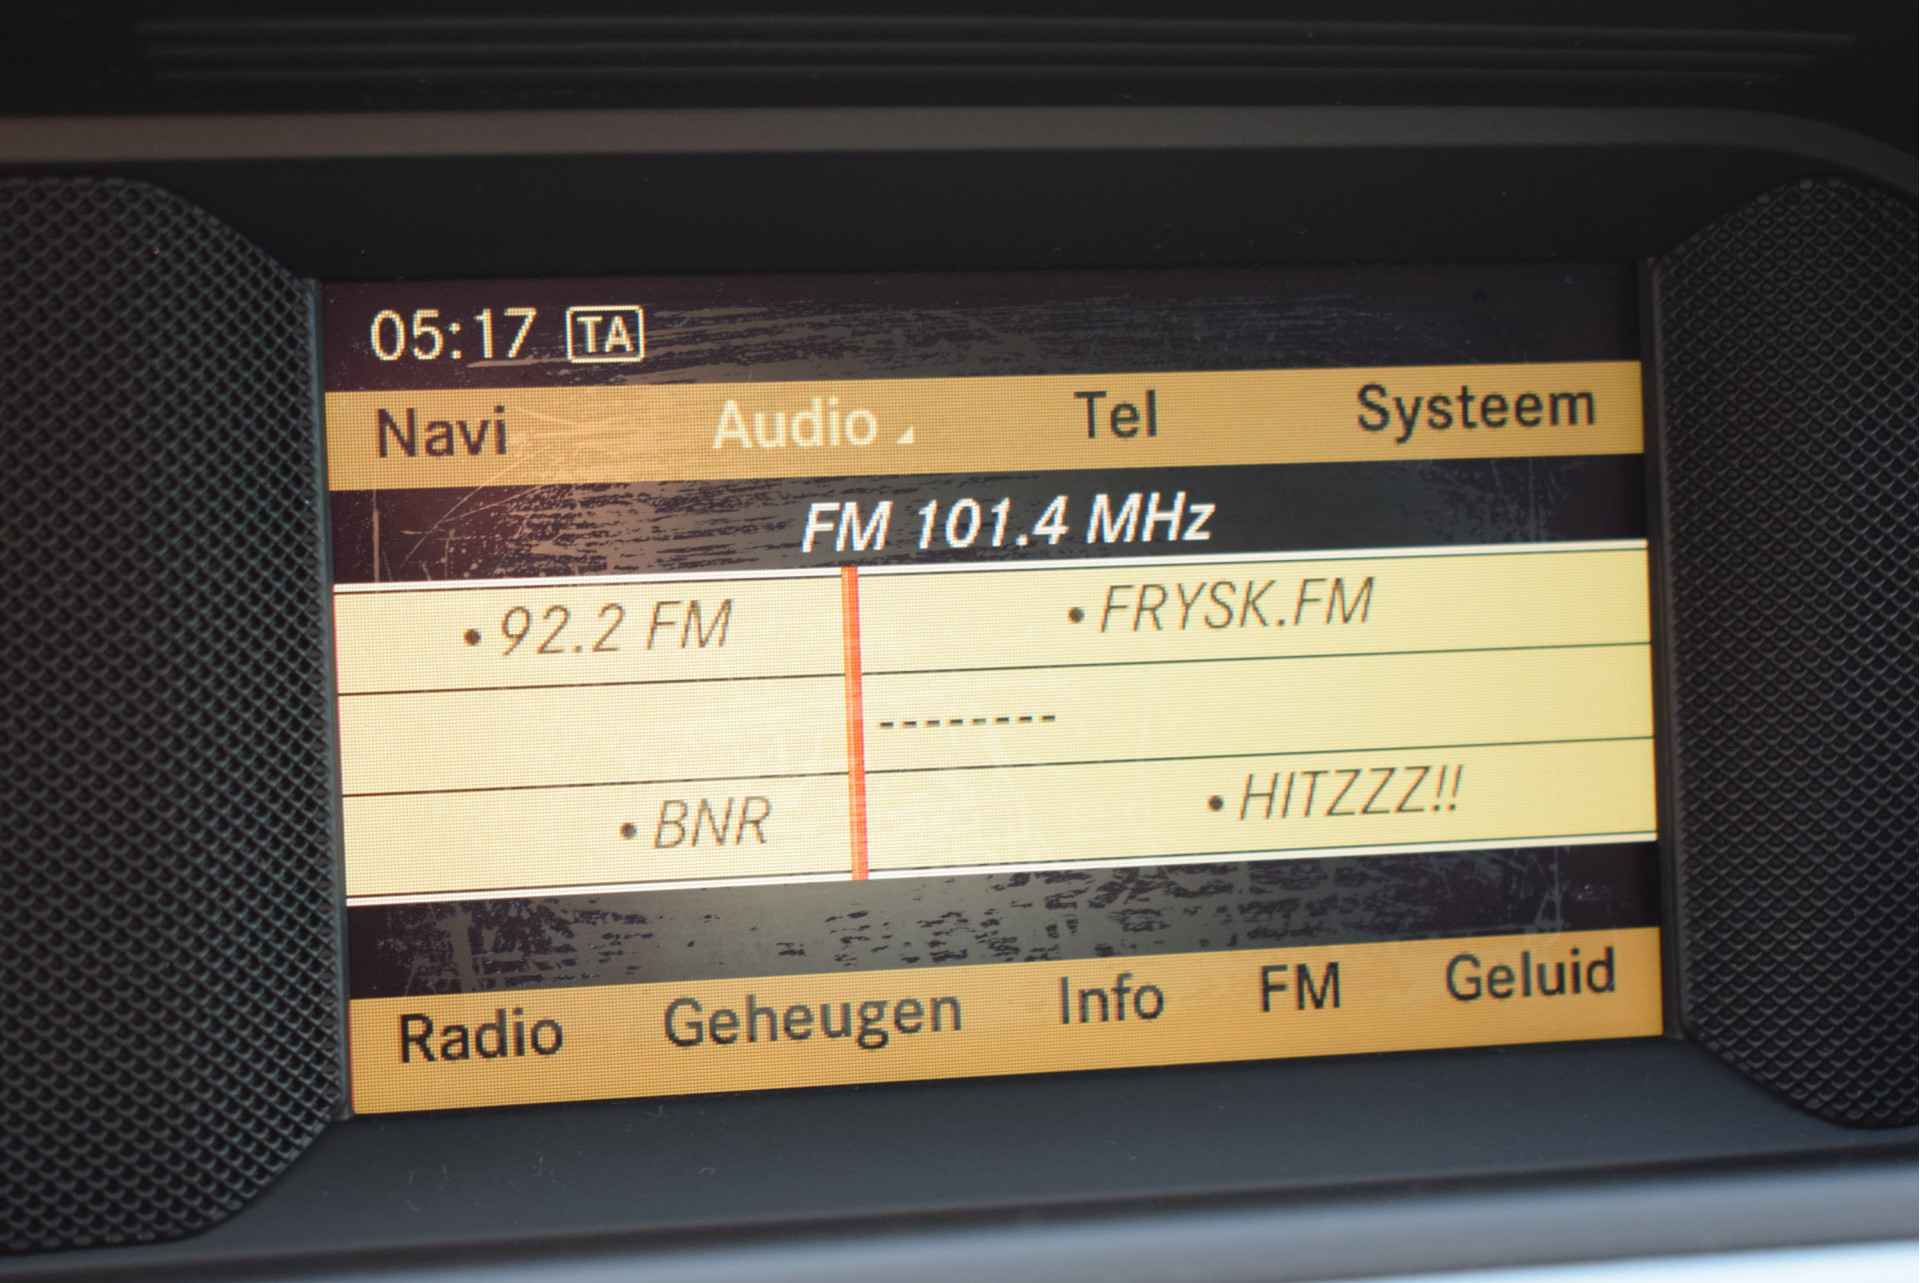 05:17 TA
Navi Audio Tel Systeem
FM 101.4 MHz
• 92.2 FM • FRYSK.FM
--------
• BNR • HITZZZ!!
Radio Geheugen Info FM Geluid